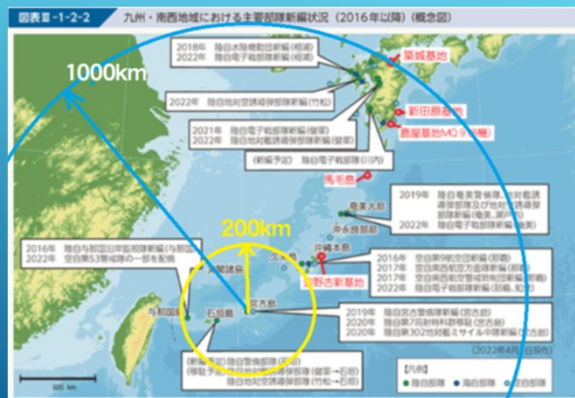 図表Ⅲ-1-2-2 九州・南西地域における主要部隊新編状況（2016年以降）（概念図）
1000km
2018年 陸自水陸機動団新編（相浦）
2022年 陸自電子戦部隊新編（相浦）
築城基地
2022年 陸自地対空誘導弾部隊新編（竹松）
新田原基地
鹿屋基地MQ9
2021年 陸自電子戦部隊新編（健軍）
2022年 陸自地対艦誘導弾部隊新編（健軍）
（新編予定） 陸自電子戦部隊（川内）
馬毛島
2019年 陸自奄美警備隊、地対艦誘
導弾部隊及び地対空誘導弾
部隊新編（奄美、瀬戸内）
2022年 陸自電子戦部隊新編（奄美）
奄美大島
沖永良部島
200km
沖縄本島
2016年 陸自与那国沿岸監視隊新編（与那国）
2022年 空自第53警戒隊の一部を配備
久米島
辺野古新基地
2016年 空自第9航空団新編（那覇）
2017年 空自南西航空方面隊新編（那覇）
2017年 空自南西航空警戒管制団新編（那覇）
2022年 陸自電子戦部隊新編（那覇、知念）
与那国島
石垣島
宮古島
2019年 陸自宮古警備隊新編（宮古島）
2020年 陸自第7高射特科群移駐（宮古島）
2020年 陸自第302地対艦ミサイル中隊新編（宮古島）
（2022年4月1日現在）
（新編予定）陸自警備部隊（石垣）
（移駐予定）陸自地対艦誘導弾部隊（健軍→石垣）
陸自地対空誘導弾部隊（竹松→石垣）
〔凡例〕
陸自部隊 海自部隊 空自部隊
300 km